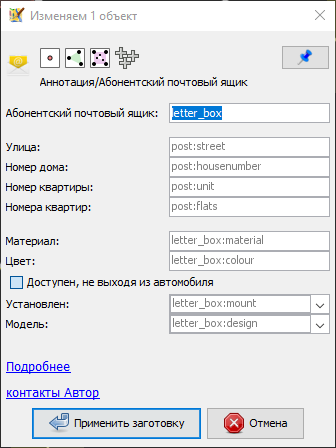 Изменяем 1 объект
Аннотация/Абонентский почтовый ящик
Абонентский почтовый ящик: letter_box
Улица: post:street
Номер дома: post:housenumber
Номер квартиры: post:unit
Номера квартир: post:flats
Материал: letter_box:material
Цвет: letter_box:colour
Доступен, не выходя из автомобиля
Установлен: letter_box:mount
Модель: letter_box:design
Подробнее
контакты Автор
Применить заготовку Отмена